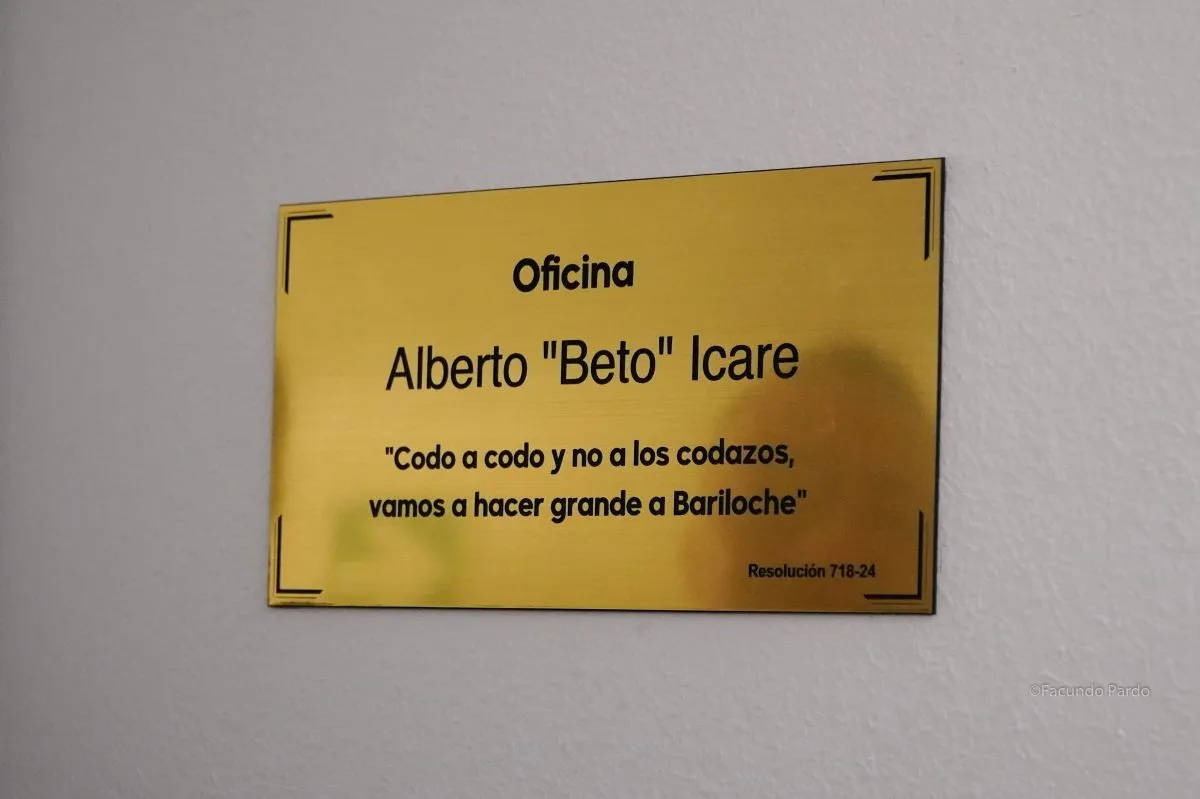 Oficina
Alberto "Beto" Icare
"Codo a codo y no a los codazos,
vamos a hacer grande a Bariloche"
Resolución 718-24
©Facundo Pardo